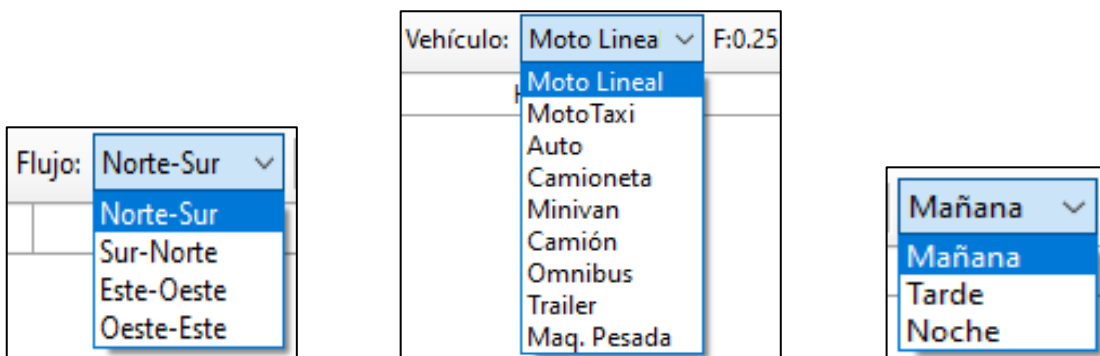 Flujo: Norte-Sur
Norte-Sur
Sur-Norte
Este-Oeste
Oeste-Este
Vehículo: Moto Linea F:0.25
Moto Lineal
MotoTaxi
Auto
Camioneta
Minivan
Camión
Omnibus
Trailer
Maq. Pesada
Mañana
Mañana
Tarde
Noche